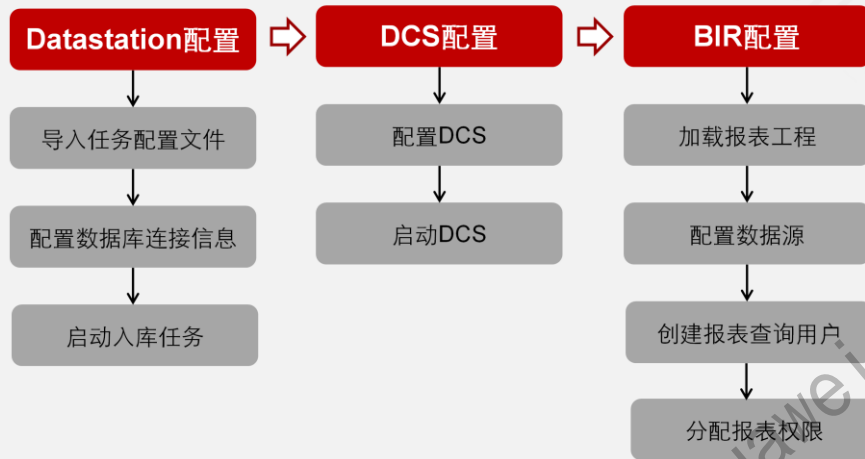 Datastation配置
DCS配置
BIR配置
导入任务配置文件
配置DCS
加载报表工程
配置数据库连接信息
启动DCS
配置数据源
启动入库任务
创建报表查询用户
分配报表权限